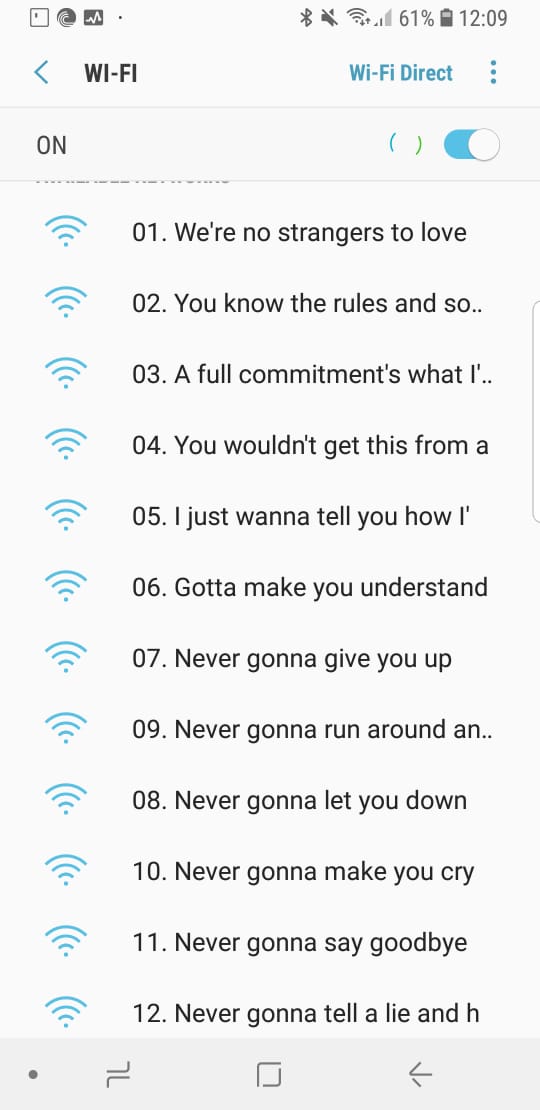 61% 12:09
WI-FI Wi-Fi Direct
ON
01. We're no strangers to love
02. You know the rules and so..
03. A full commitment's what I'..
04. You wouldn't get this from a
05. I just wanna tell you how I'
06. Gotta make you understand
07. Never gonna give you up
09. Never gonna run around an..
08. Never gonna let you down
10. Never gonna make you cry
11. Never gonna say goodbye
12. Never gonna tell a lie and h